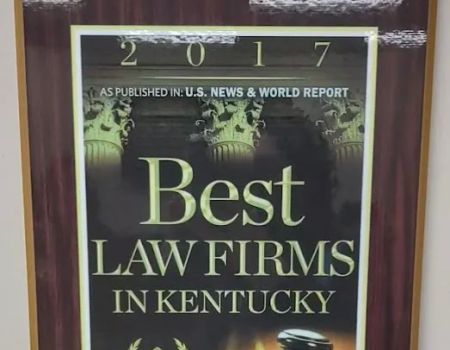 2017
AS PUBLISHED IN: U.S. NEWS & WORLD REPORT
Best
LAW FIRMS
IN KENTUCKY